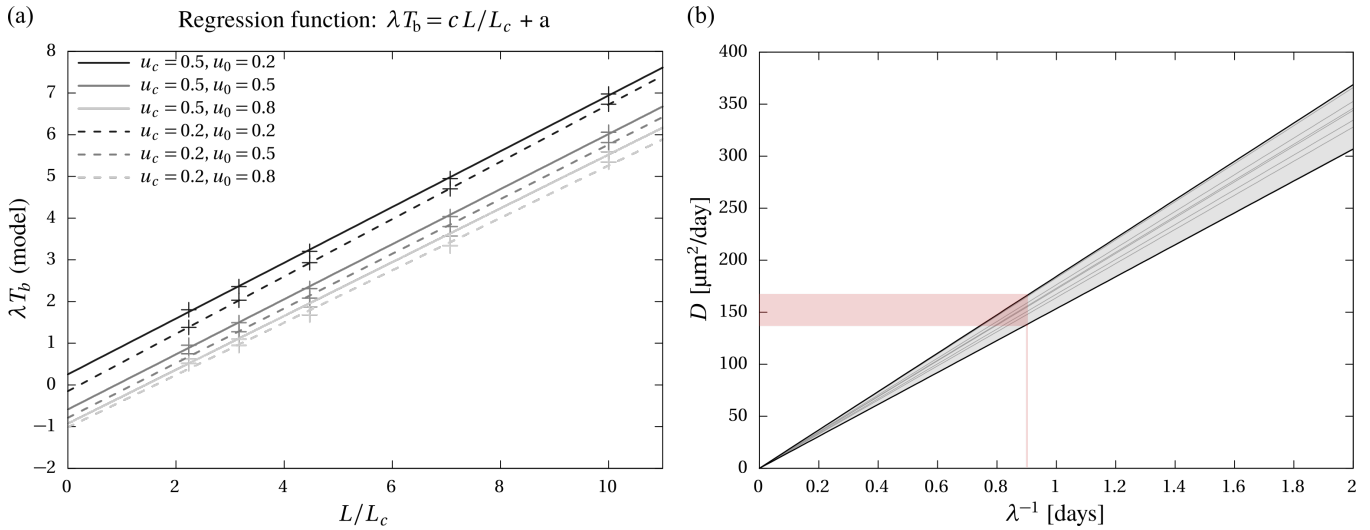 (a)
Regression function: λT_b = c L/L_c + a
8
7
6
5
4
3
2
1
0
−1
−2
λT_b (model)
u_c = 0.5, u_0 = 0.2
u_c = 0.5, u_0 = 0.5
u_c = 0.5, u_0 = 0.8
u_c = 0.2, u_0 = 0.2
u_c = 0.2, u_0 = 0.5
u_c = 0.2, u_0 = 0.8
0 2 4 6 8 10
L/L_c
(b)
400
350
300
250
200
150
100
50
0
D [μm²/day]
0 0.2 0.4 0.6 0.8 1 1.2 1.4 1.6 1.8 2
λ⁻¹ [days]